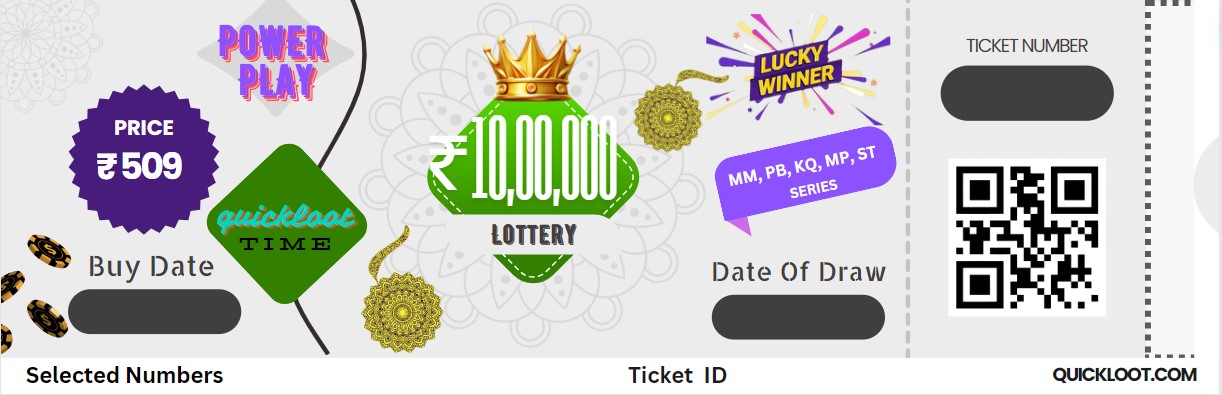 POWER
PLAY
PRICE
₹509
quickloot
TIME
Buy Date
₹10,00,000
LOTTERY
LUCKY
WINNER
MM, PB, KQ, MP, ST
SERIES
Date Of Draw
TICKET NUMBER
Selected Numbers
Ticket ID
QUICKLOOT.COM